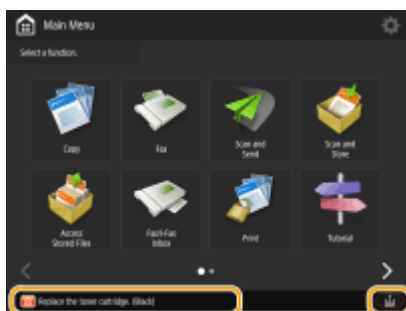 Main Menu
Select a function.
Copy
Fax
Scan and
Send
Scan and
Store
Access
Stored Files
Fax/I-Fax
Inbox
Print
Tutorial
Replace the toner cartridge. (Black)